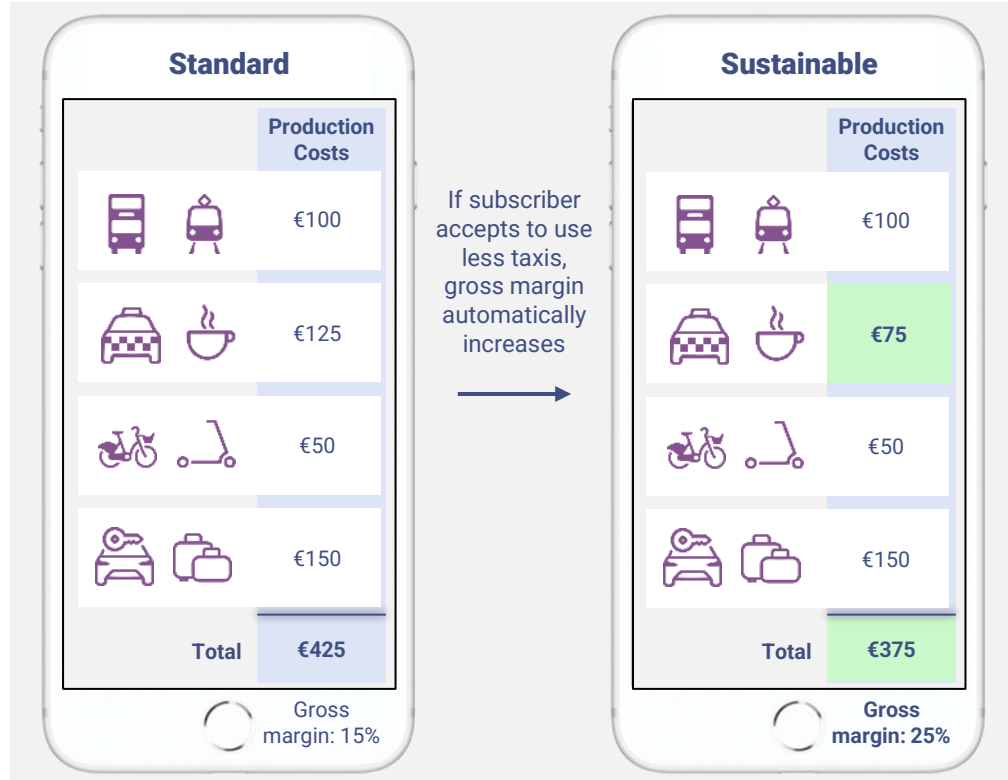 Standard
Production
Costs
€100
€125
€50
€150
Total €425
Gross
margin: 15%
If subscriber
accepts to use
less taxis,
gross margin
automatically
increases
Sustainable
Production
Costs
€100
€75
€50
€150
Total €375
Gross
margin: 25%